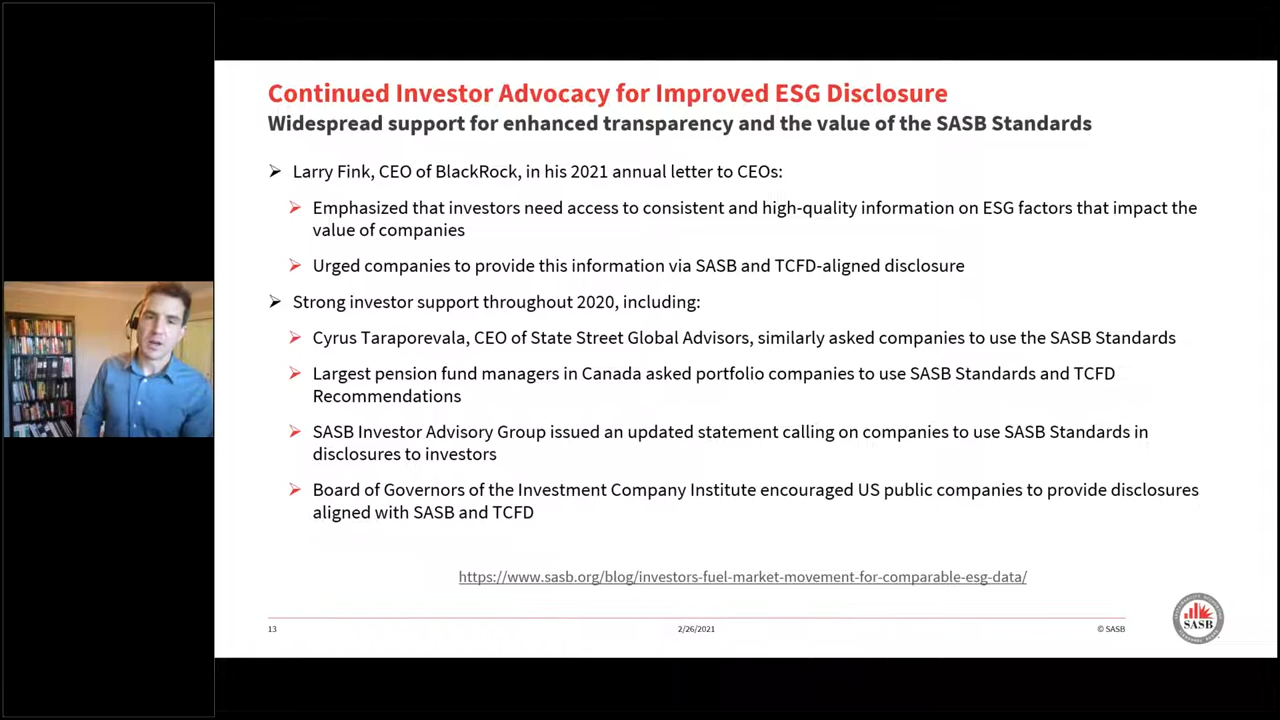 Continued Investor Advocacy for Improved ESG Disclosure
Widespread support for enhanced transparency and the value of the SASB Standards
Larry Fink, CEO of BlackRock, in his 2021 annual letter to CEOs:
Emphasized that investors need access to consistent and high-quality information on ESG factors that impact the
value of companies
Urged companies to provide this information via SASB and TCFD-aligned disclosure
Strong investor support throughout 2020, including:
Cyrus Taraporevala, CEO of State Street Global Advisors, similarly asked companies to use the SASB Standards
Largest pension fund managers in Canada asked portfolio companies to use SASB Standards and TCFD
Recommendations
SASB Investor Advisory Group issued an updated statement calling on companies to use SASB Standards in
disclosures to investors
Board of Governors of the Investment Company Institute encouraged US public companies to provide disclosures
aligned with SASB and TCFD
https://www.sasb.org/blog/investors-fuel-market-movement-for-comparable-esg-data/
13
2/26/2021
© SASB
SASB